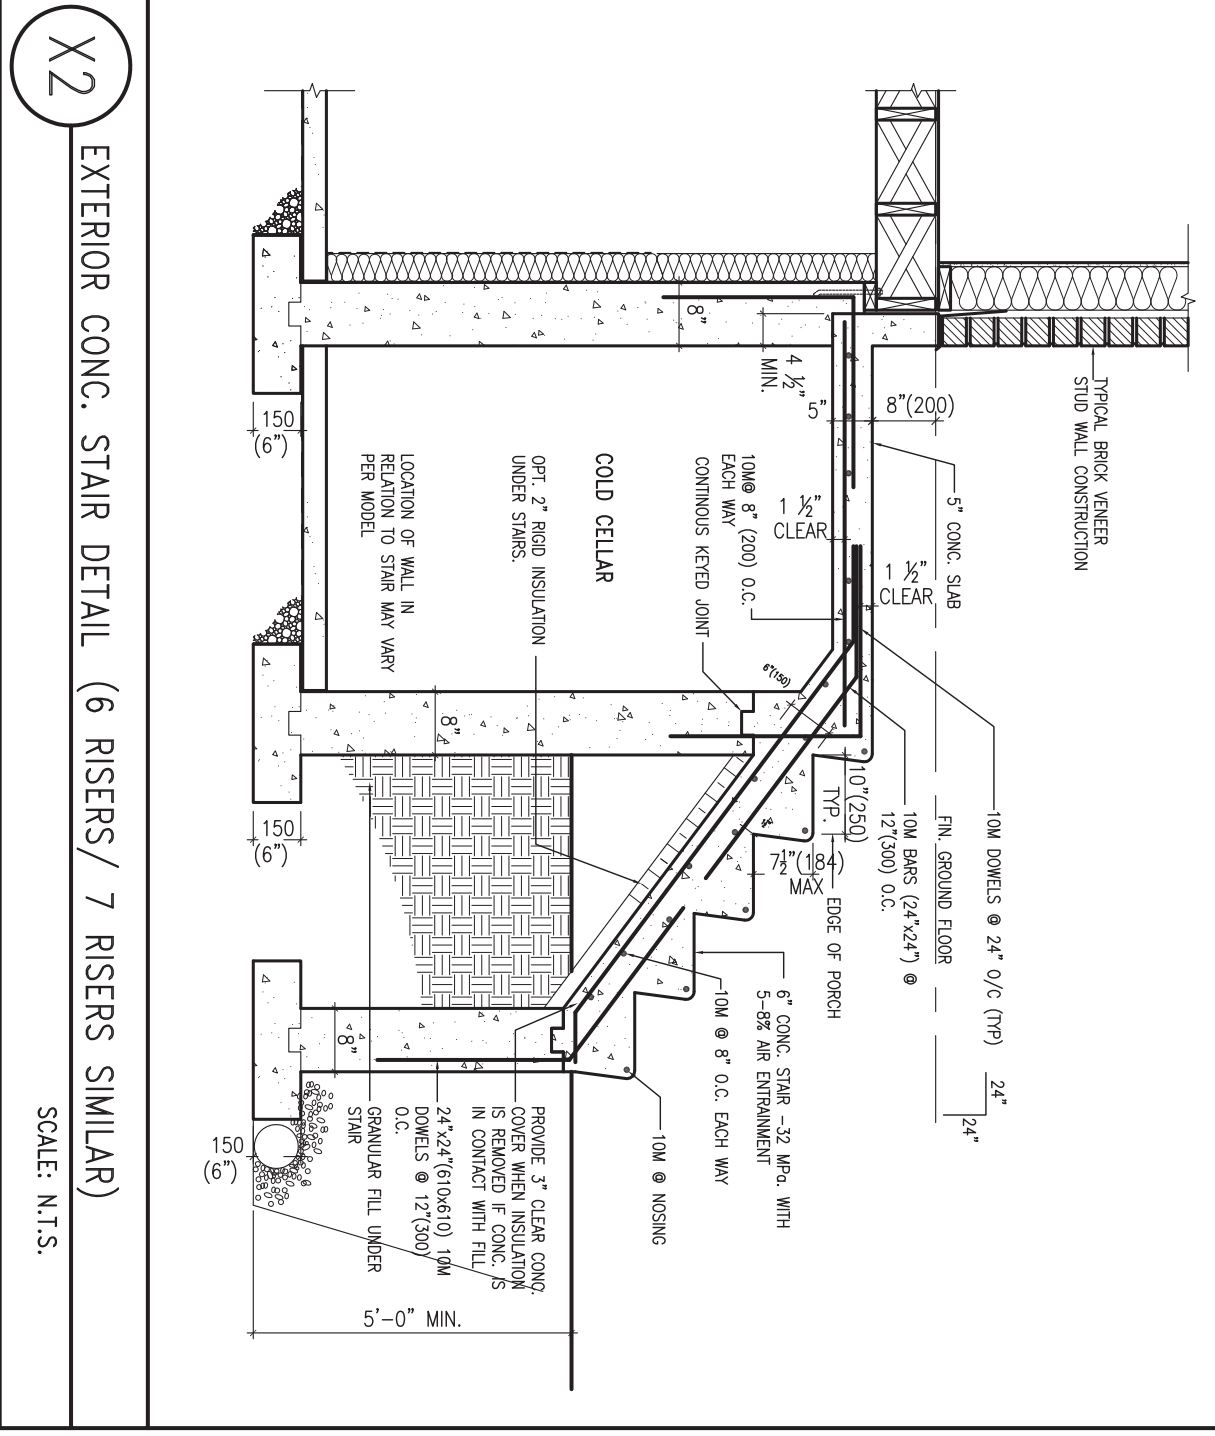 TYPICAL BRICK VENEER
STUD WALL CONSTRUCTION
24"
24"
10M DOWELS @ 24" O/C (TYP)
5" CONC. SLAB
FIN. GROUND FLOOR
8"(200)
1 ½"
CLEAR
10M BARS (24"x24") @
12"(300) O.C.
5"
4 ½"
MIN.
8"
1 ½"
CLEAR
10"(250)
TYP.
EDGE OF PORCH
7½"(184)
MAX
6"(150)
10M@ 8" (200) O.C.
EACH WAY
CONTINOUS KEYED JOINT
6" CONC. STAIR -32 MPa. WITH
5-8% AIR ENTRAINMENT
10M @ 8" O.C. EACH WAY
10M @ NOSING
COLD CELLAR
OPT. 2" RIGID INSULATION
UNDER STAIRS.
LOCATION OF WALL IN
RELATION TO STAIR MAY VARY
PER MODEL
8"
8"
PROVIDE 3" CLEAR CONC.
COVER WHEN INSULATION
IS REMOVED IF CONC. IS
IN CONTACT WITH FILL
24"x24"(610x610) 10M
DOWELS @ 12"(300)
O.C.
GRANULAR FILL UNDER
STAIR
150
(6")
150
(6")
150
(6")
5'-0" MIN.
X2
EXTERIOR CONC. STAIR DETAIL (6 RISERS/ 7 RISERS SIMILAR)
SCALE: N.T.S.